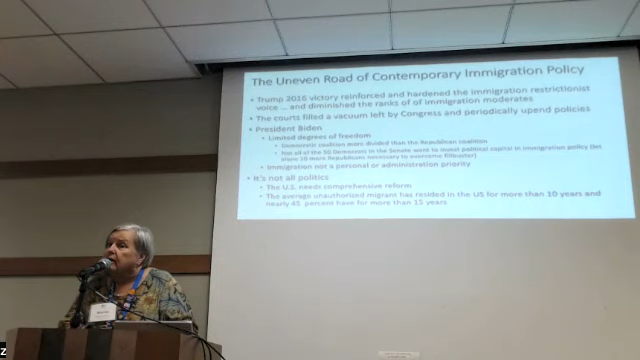 The Uneven Road of Contemporary Immigration Policy
• Trump 2016 victory reinforced and hardened the immigration restrictionist
voice ... and diminished the ranks of of immigration moderates
• The courts filled a vacuum left by Congress and periodically upend policies
• President Biden
• Limited degrees of freedom
• Democratic coalition more divided than the Republican coalition
• Not all of the 50 Democrats in the Senate want to invest political capital in immigration policy (let
alone 10 more Republicans necessary to overcome filibuster)
• Immigration not a personal or administration priority
• It's not all politics
• The U.S. needs comprehensive reform
• The average unauthorized migrant has resided in the US for more than 10 years and
nearly 45 percent have for more than 15 years
Z